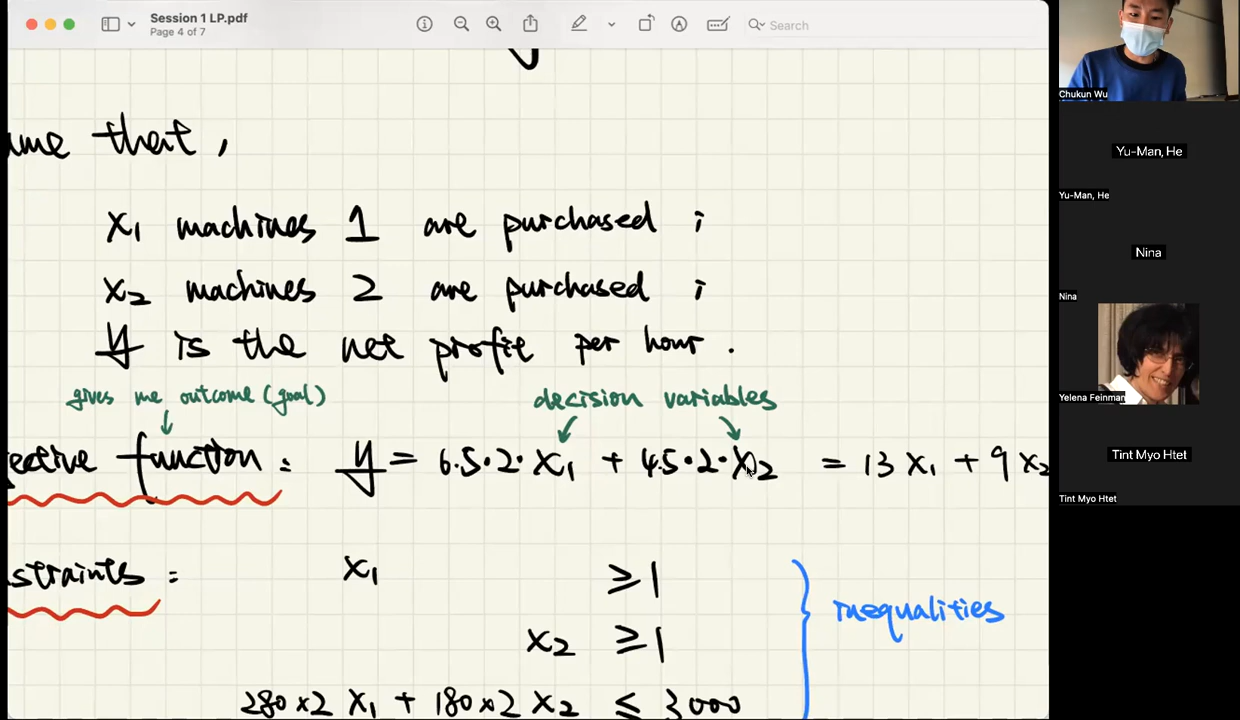 Session 1 LP.pdf
Page 4 of 7
Search
ume that,
x₁ machines 1 are purchased ;
x₂ machines 2 are purchased ;
y is the net profit per hour.
gives me outcome (goal)
decision variables
ective function: y = 6.5·2·x₁ + 4.5·2·x₂ = 13 x₁ + 9 x₂
straints: x₁ ≥ 1
x₂ ≥ 1
inequalities
280×2 x₁ + 180×2 x₂ ≤ 3000
Chukun Wu
Yu-Man, He
Yu-Man, He
Nina
Nina
Yelena Feinman
Tint Myo Htet
Tint Myo Htet